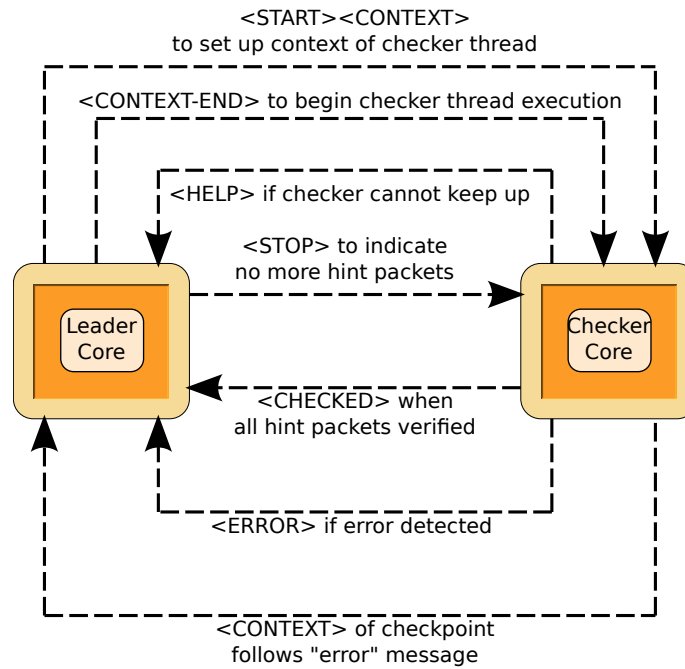 <START><CONTEXT>
to set up context of checker thread
<CONTEXT-END> to begin checker thread execution
<HELP> if checker cannot keep up
<STOP> to indicate
no more hint packets
Leader
Core
Checker
Core
<CHECKED> when
all hint packets verified
<ERROR> if error detected
<CONTEXT> of checkpoint
follows "error" message